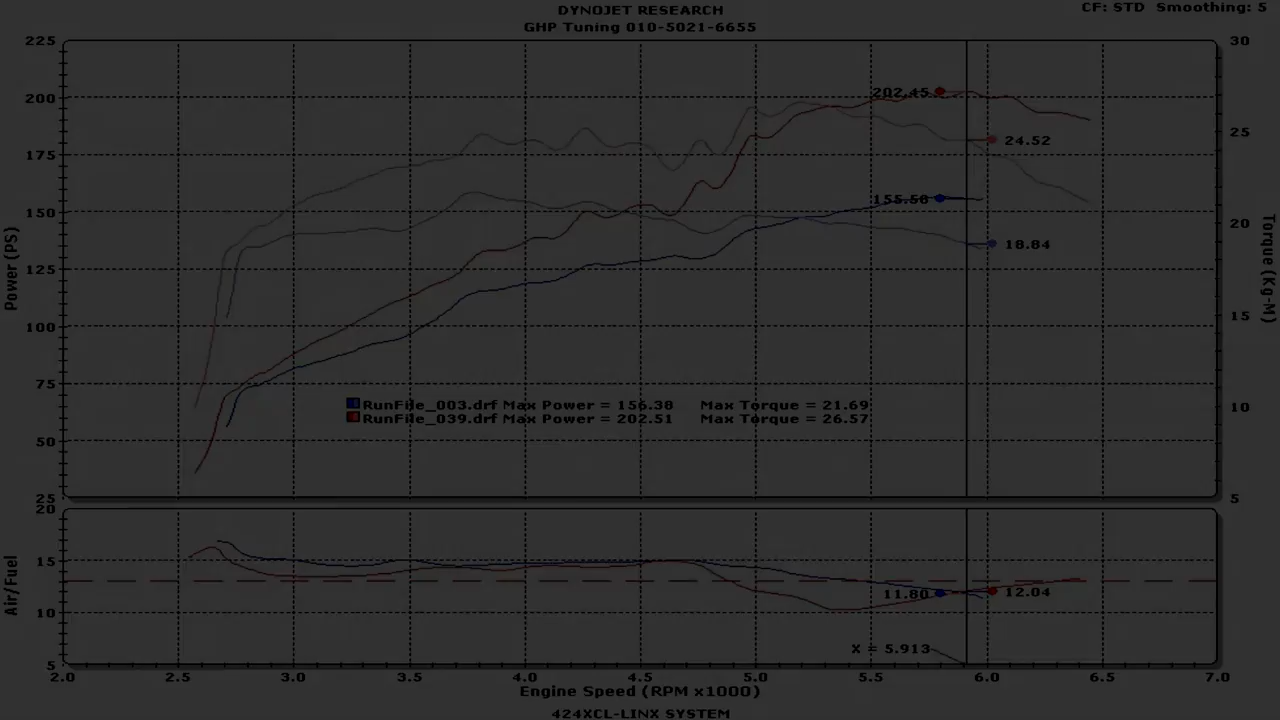 DYNOJET RESEARCH
CF: STD Smoothing: 5
GHP Tuning 010-5021-6655
225
200
175
150
125
100
75
50
25
Power (PS)
30
25
20
15
10
5
Torque (Kg-M)
202.45
24.52
18.84
RunFile_003.drf Max Power = 156.38 Max Torque = 21.69
RunFile_039.drf Max Power = 202.51 Max Torque = 26.57
20
15
10
5
Air/Fuel
11.80
12.04
X = 5.913
2.0 2.5 3.0 3.5 4.0 4.5 5.0 5.5 6.0 6.5 7.0
Engine Speed (RPM x1000)
424XCL-LINX SYSTEM